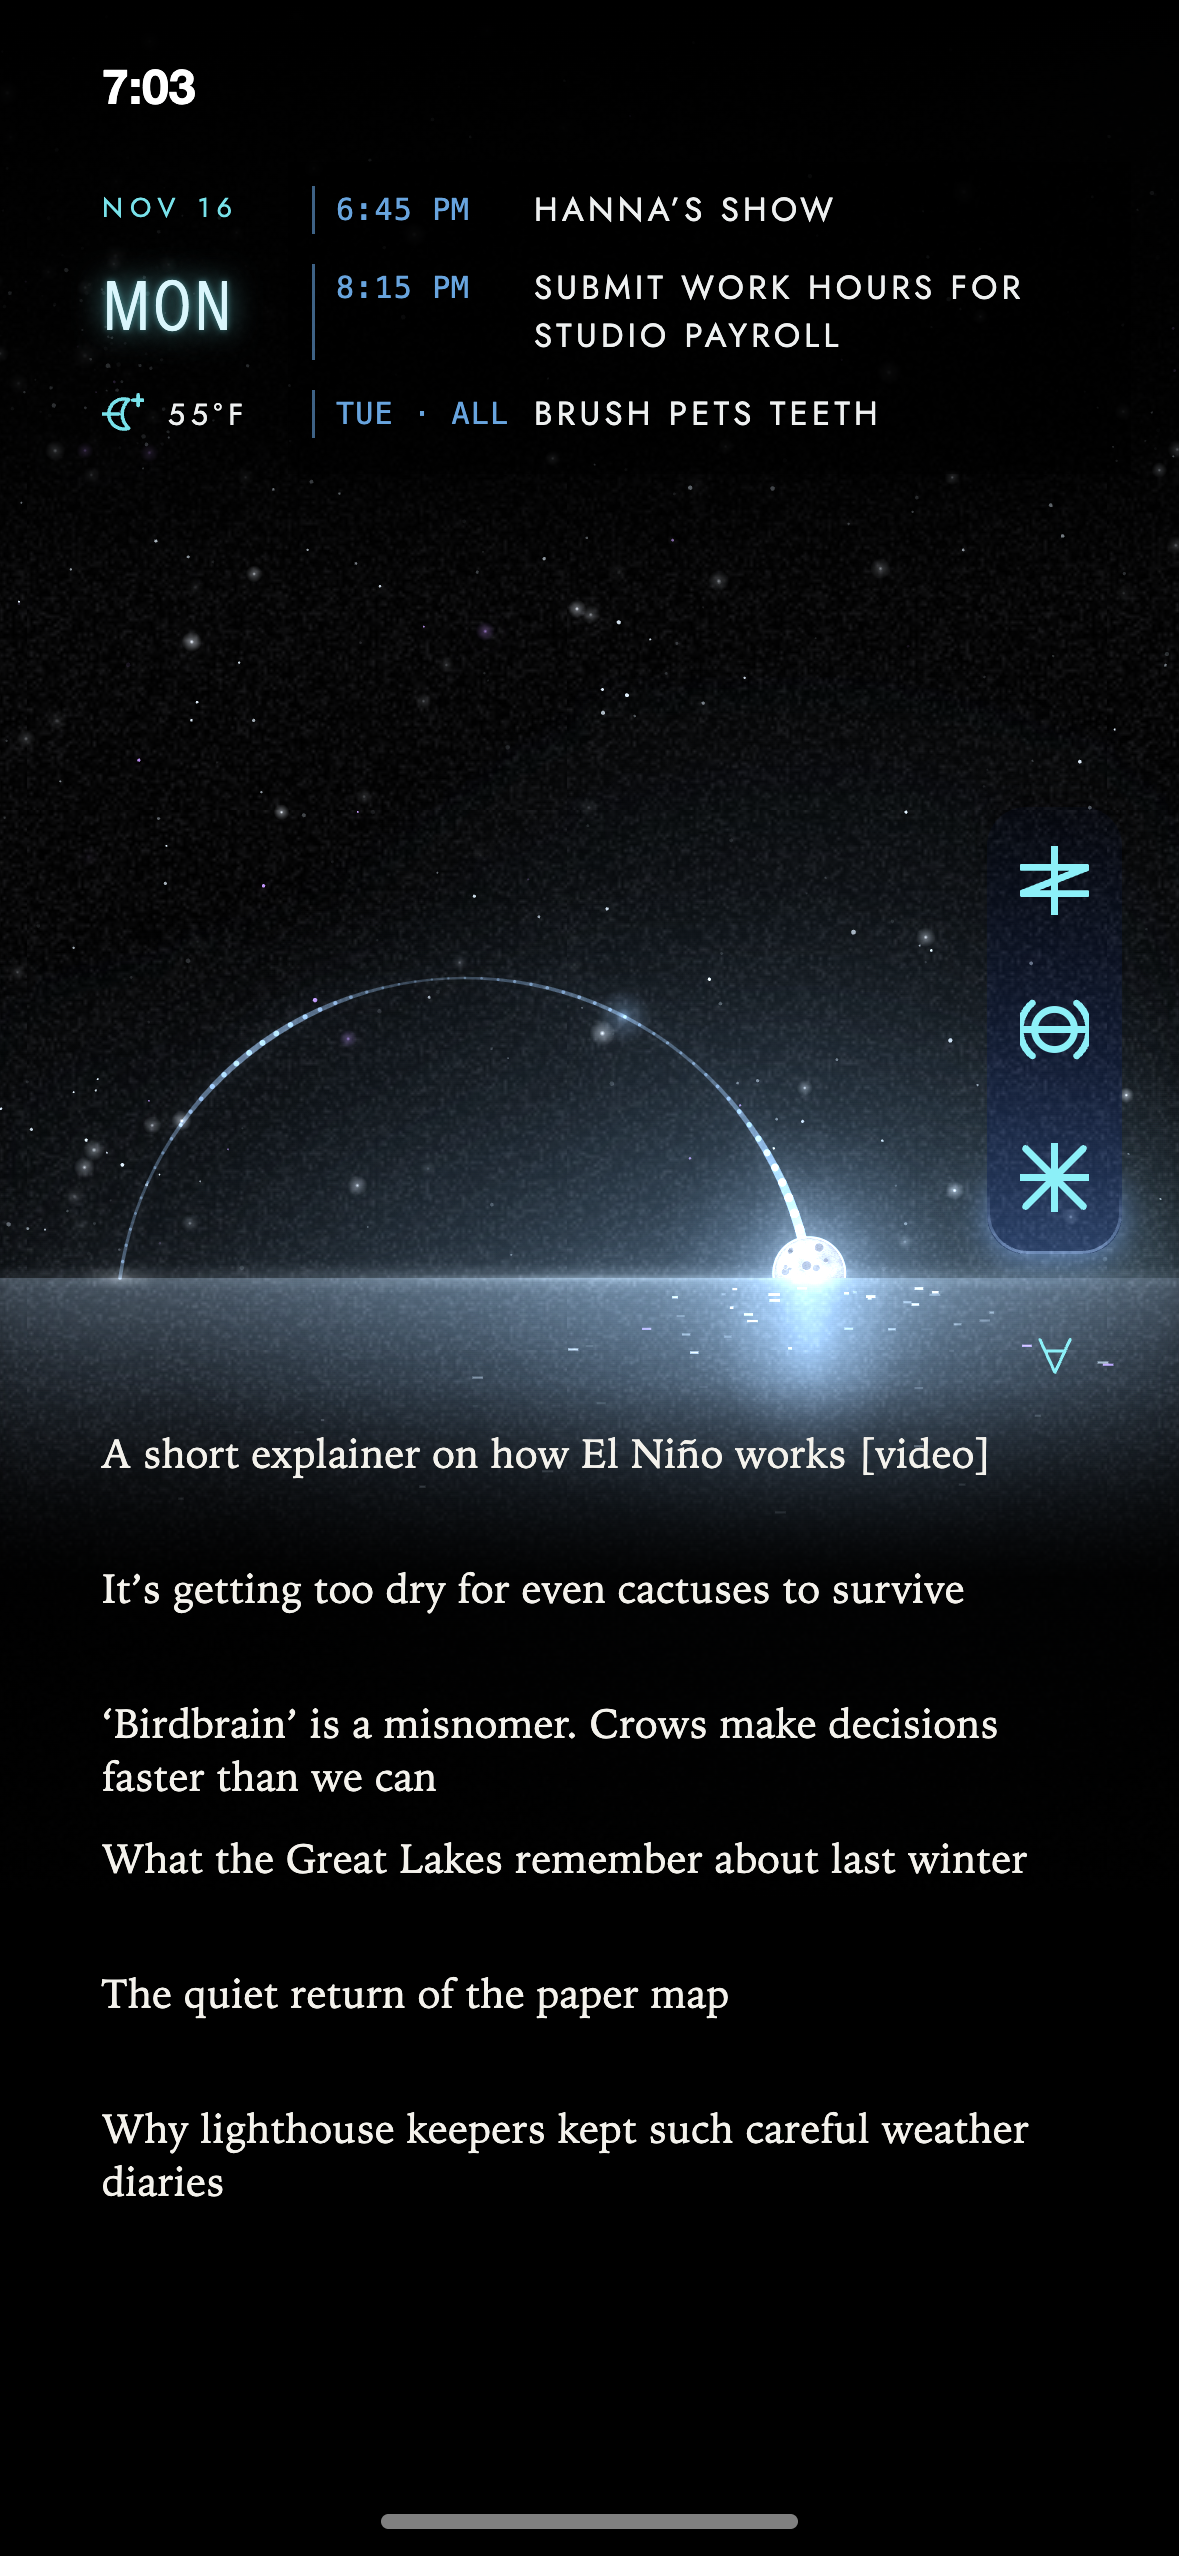 7:03
NOV 16
MON
55°F
6:45 PM HANNA’S SHOW
8:15 PM SUBMIT WORK HOURS FOR
STUDIO PAYROLL
TUE · ALL BRUSH PETS TEETH
A short explainer on how El Niño works [video]
It’s getting too dry for even cactuses to survive
‘Birdbrain’ is a misnomer. Crows make decisions
faster than we can
What the Great Lakes remember about last winter
The quiet return of the paper map
Why lighthouse keepers kept such careful weather
diaries